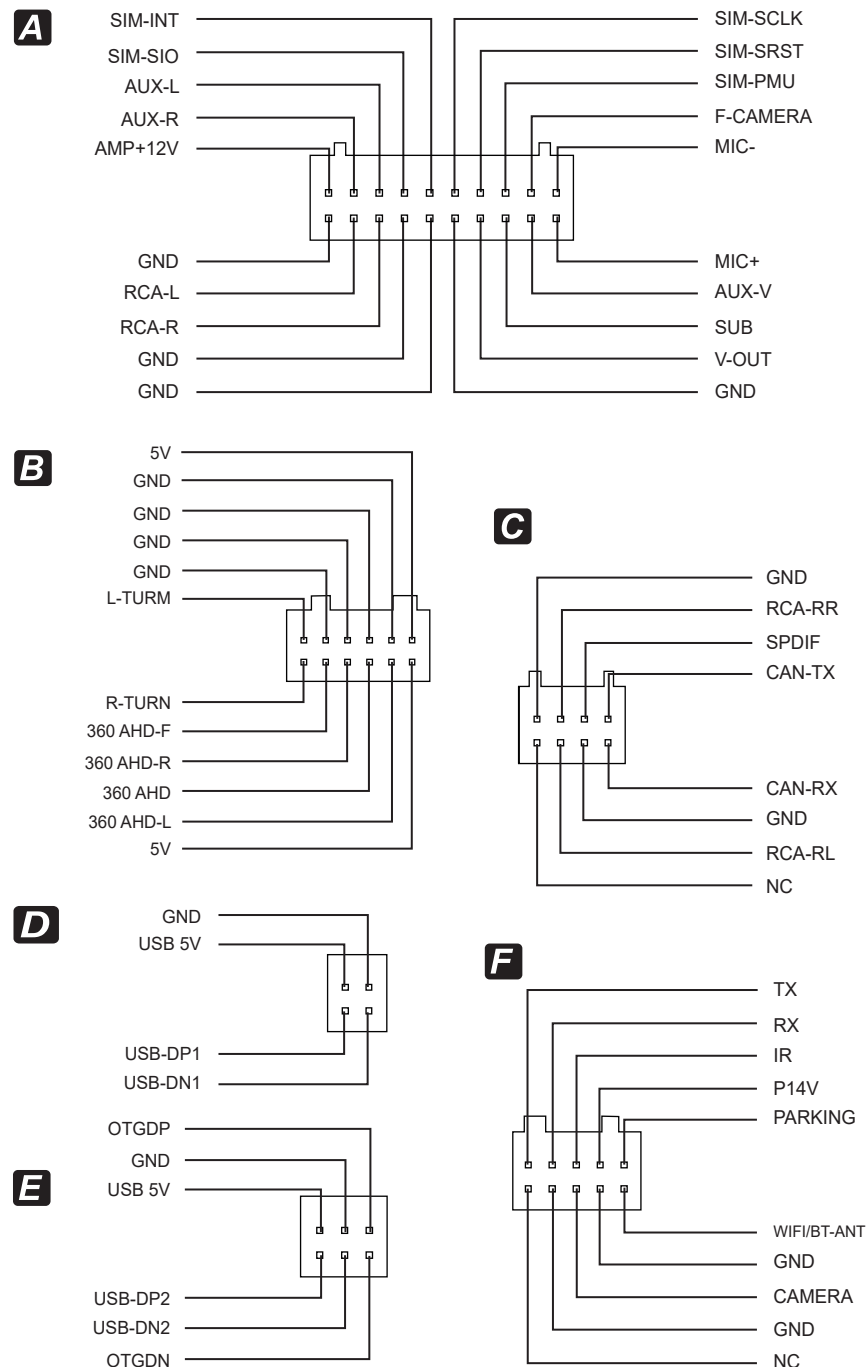 A
SIM-INT
SIM-SIO
AUX-L
AUX-R
AMP+12V
SIM-SCLK
SIM-SRST
SIM-PMU
F-CAMERA
MIC-
GND
RCA-L
RCA-R
GND
GND
MIC+
AUX-V
SUB
V-OUT
GND
B
5V
GND
GND
GND
GND
L-TURM
R-TURN
360 AHD-F
360 AHD-R
360 AHD
360 AHD-L
5V
C
GND
RCA-RR
SPDIF
CAN-TX
CAN-RX
GND
RCA-RL
NC
D
GND
USB 5V
USB-DP1
USB-DN1
E
OTGDP
GND
USB 5V
USB-DP2
USB-DN2
OTGDN
F
TX
RX
IR
P14V
PARKING
WIFI/BT-ANT
GND
CAMERA
GND
NC